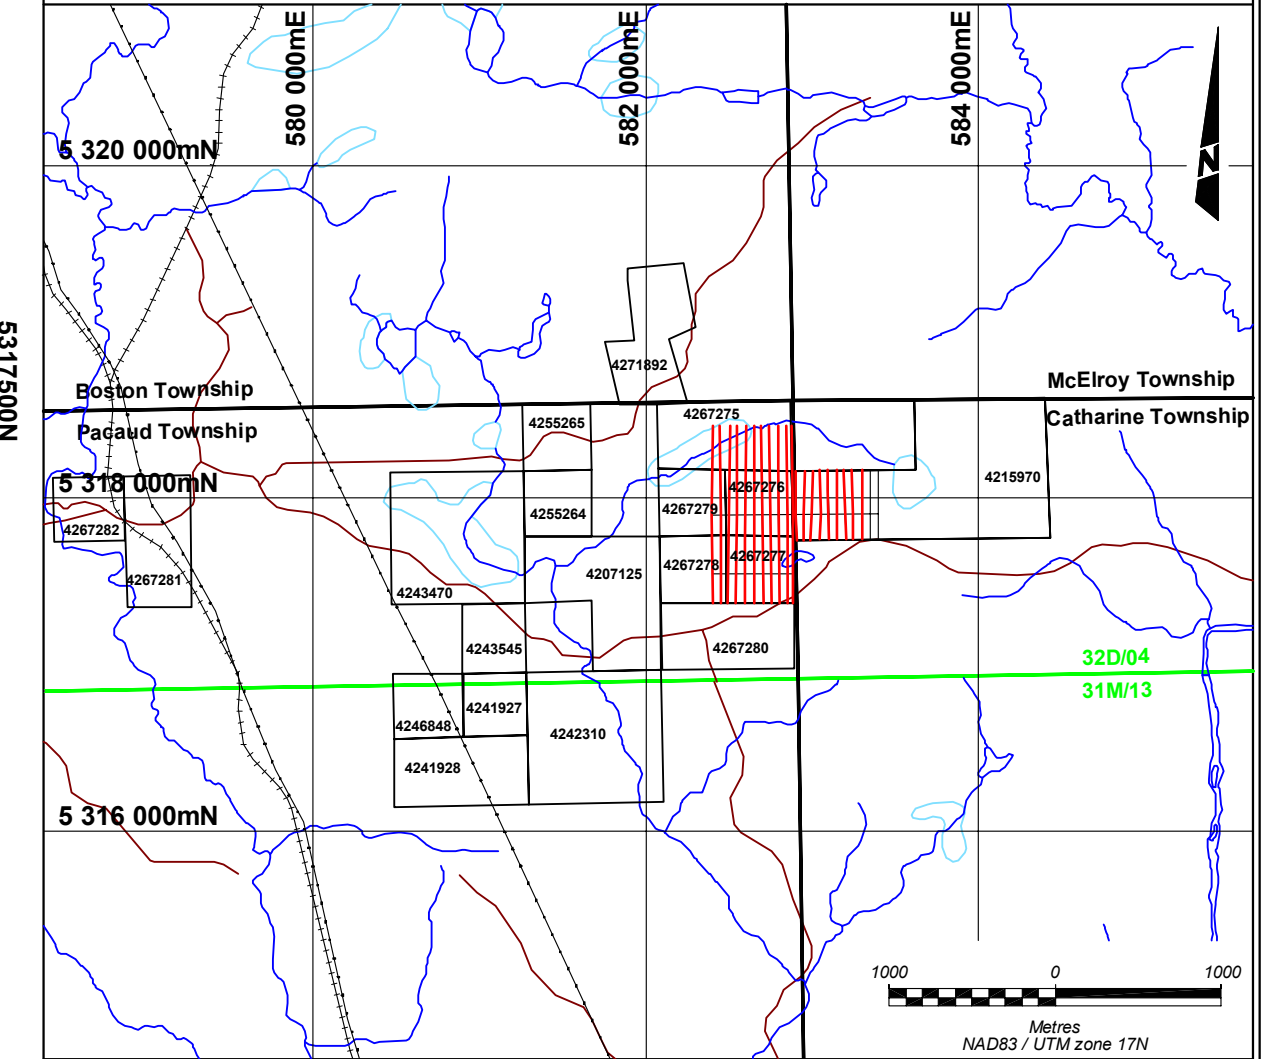 580 000mE
582 000mE
584 000mE
5 320 000mN
N
5317500N
4271892
Boston Township
McElroy Township
Pacaud Township
Catharine Township
4267275
4255265
5 318 000mN
4267276
4215970
4267279
4255264
4267282
4267277
4267278
4207125
4267281
4243470
4243545
4267280
32D/04
31M/13
4241927
4246848
4242310
4241928
5 316 000mN
1000 0 1000
Metres
NAD83 / UTM zone 17N